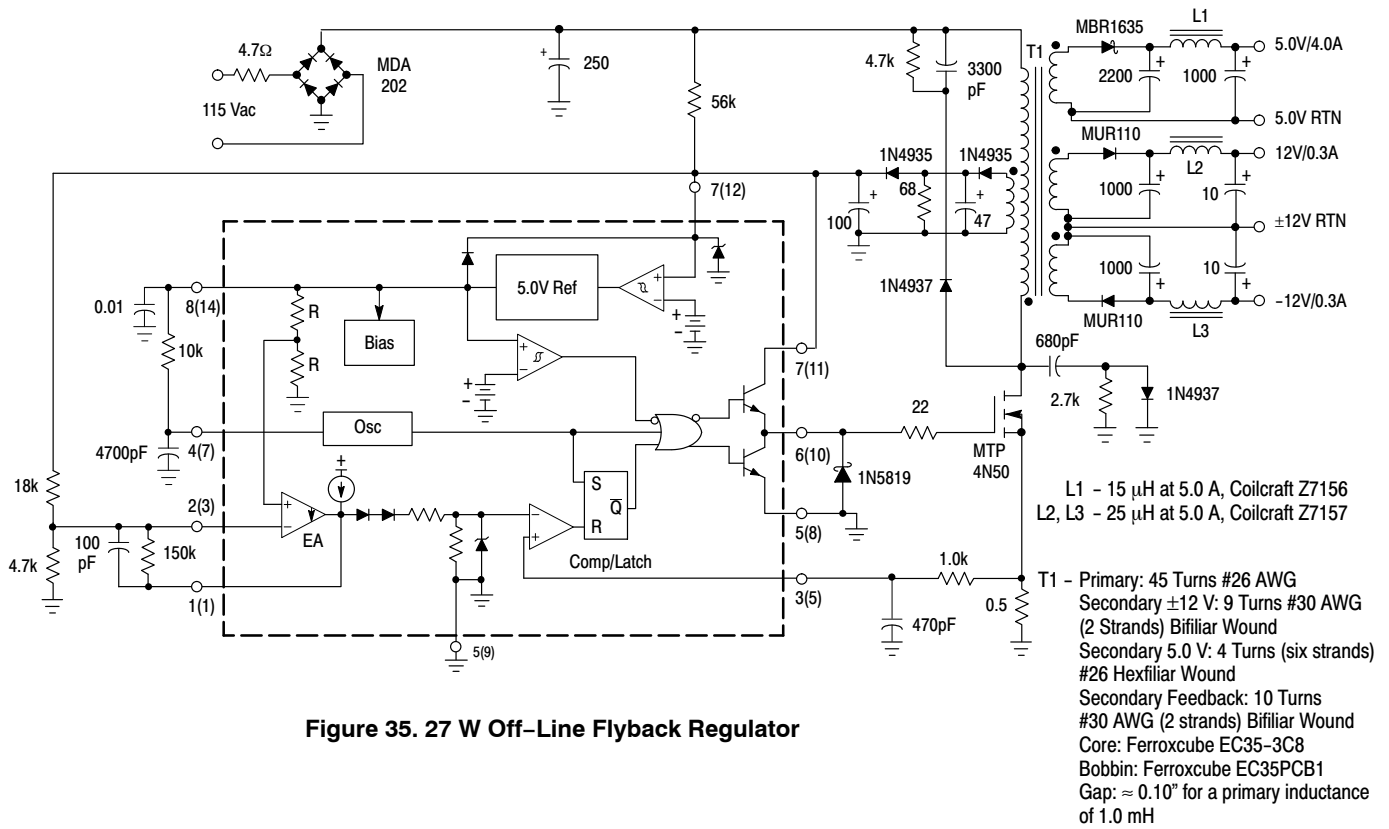 4.7Ω
MDA
202
115 Vac
+
250
56k
4.7k
3300
pF
T1
MBR1635
L1
5.0V/4.0A
+
2200
+
1000
5.0V RTN
MUR110
12V/0.3A
L2
1000
+
10
+
±12V RTN
1000
+
10
+
-12V/0.3A
MUR110
L3
1N4935
1N4935
68
+
100
+
47
7(12)
1N4937
0.01
8(14)
R
R
5.0V Ref
+
-
+
-
Bias
+
-
+
-
10k
7(11)
680pF
2.7k
1N4937
Osc
4700pF
4(7)
22
6(10)
MTP
4N50
1N5819
18k
+
S
Q
R
2(3)
+
-
EA
-
+
Comp/Latch
5(8)
100
pF
150k
4.7k
1(1)
3(5)
1.0k
0.5
470pF
5(9)
L1 - 15 μH at 5.0 A, Coilcraft Z7156
L2, L3 - 25 μH at 5.0 A, Coilcraft Z7157
T1 - Primary: 45 Turns #26 AWG
Secondary ±12 V: 9 Turns #30 AWG
(2 Strands) Bifiliar Wound
Secondary 5.0 V: 4 Turns (six strands)
#26 Hexfiliar Wound
Secondary Feedback: 10 Turns
#30 AWG (2 strands) Bifiliar Wound
Core: Ferroxcube EC35-3C8
Bobbin: Ferroxcube EC35PCB1
Gap: ≈ 0.10" for a primary inductance
of 1.0 mH
Figure 35. 27 W Off-Line Flyback Regulator